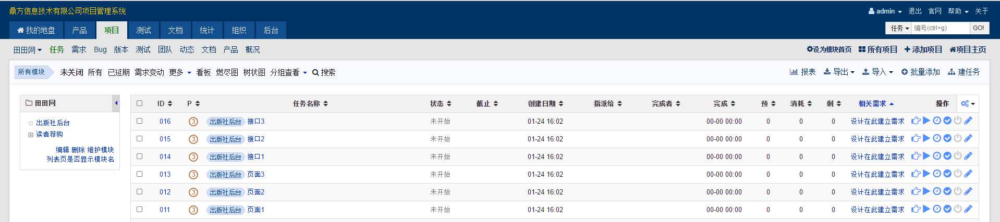 鼎方信息技术有限公司项目管理系统
admin 退出 官网 帮助 关于
我的地盘 产品 项目 测试 文档 统计 组织 后台
任务 编号(ctrl+g) GO!
田田网 任务 需求 Bug 版本 测试 团队 动态 文档 产品 概况
设为模块首页 所有项目 添加项目 项目主页
所有模块 未关闭 所有 已延期 需求变动 更多 看板 燃尽图 树状图 分组查看 搜索
报表 导出 导入 批量添加 建任务
田田网
出版社后台
读者荐购
编辑 删除 维护模块
列表页是否显示模块名
ID P 任务名称 状态 截止 创建日期 指派给 完成者 完成 预 消耗 剩 相关需求 操作
016 3 出版社后台 接口3 未开始 01-24 16:02 00-00 00:00 0 0 0 设计在此建立需求
015 3 出版社后台 接口2 未开始 01-24 16:02 00-00 00:00 0 0 0 设计在此建立需求
014 3 出版社后台 接口1 未开始 01-24 16:02 00-00 00:00 0 0 0 设计在此建立需求
013 3 出版社后台 页面3 未开始 01-24 16:02 00-00 00:00 0 0 0 设计在此建立需求
012 3 出版社后台 页面2 未开始 01-24 16:02 00-00 00:00 0 0 0 设计在此建立需求
011 3 出版社后台 页面1 未开始 01-24 16:02 00-00 00:00 0 0 0 设计在此建立需求